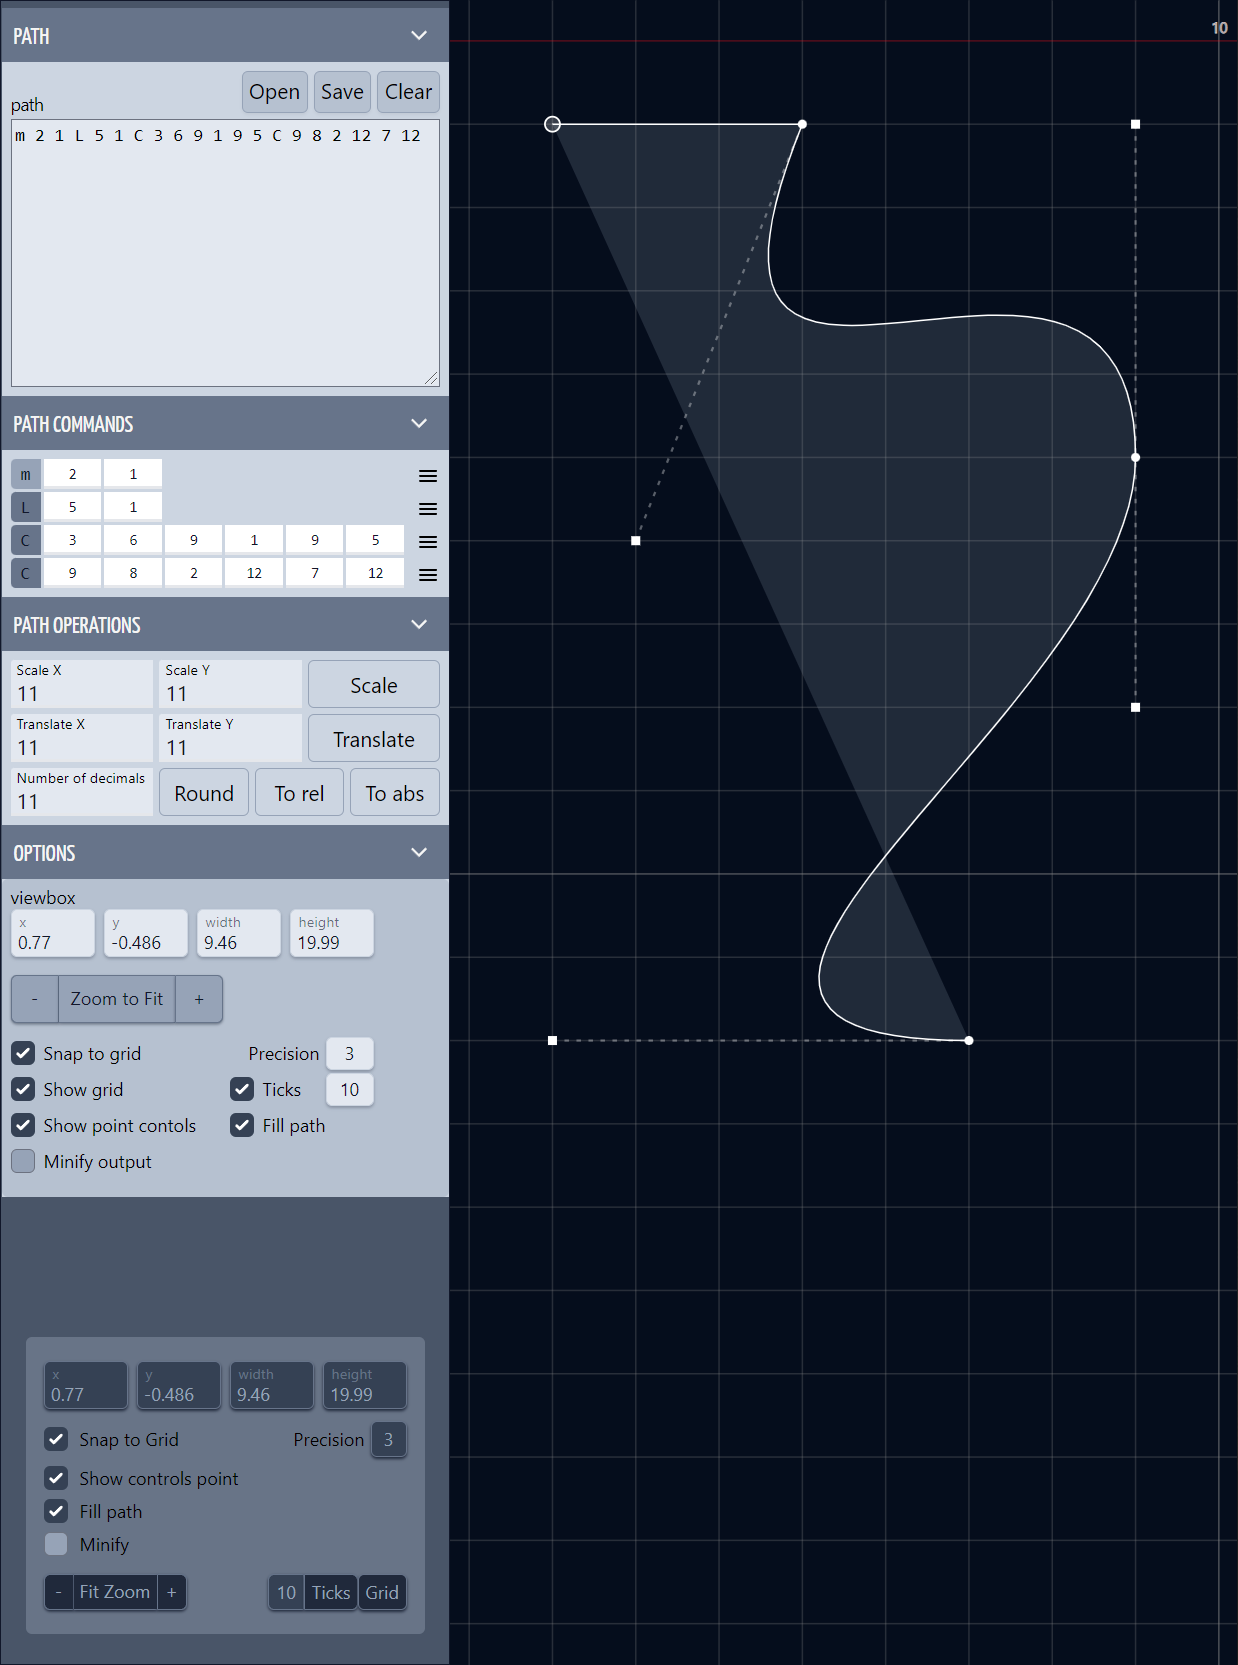 PATH
Open Save Clear
path
m 2 1 L 5 1 C 3 6 9 1 9 5 C 9 8 2 12 7 12
PATH COMMANDS
m 2 1
L 5 1
C 3 6 9 1 9 5
C 9 8 2 12 7 12
PATH OPERATIONS
Scale X Scale Y
11 11 Scale
Translate X Translate Y
11 11 Translate
Number of decimals
11 Round To rel To abs
OPTIONS
viewbox
x y width height
0.77 -0.486 9.46 19.99
- Zoom to Fit +
Snap to grid Precision 3
Show grid Ticks 10
Show point contols Fill path
Minify output
x y width height
0.77 -0.486 9.46 19.99
Snap to Grid Precision 3
Show controls point
Fill path
Minify
- Fit Zoom + 10 Ticks Grid
10